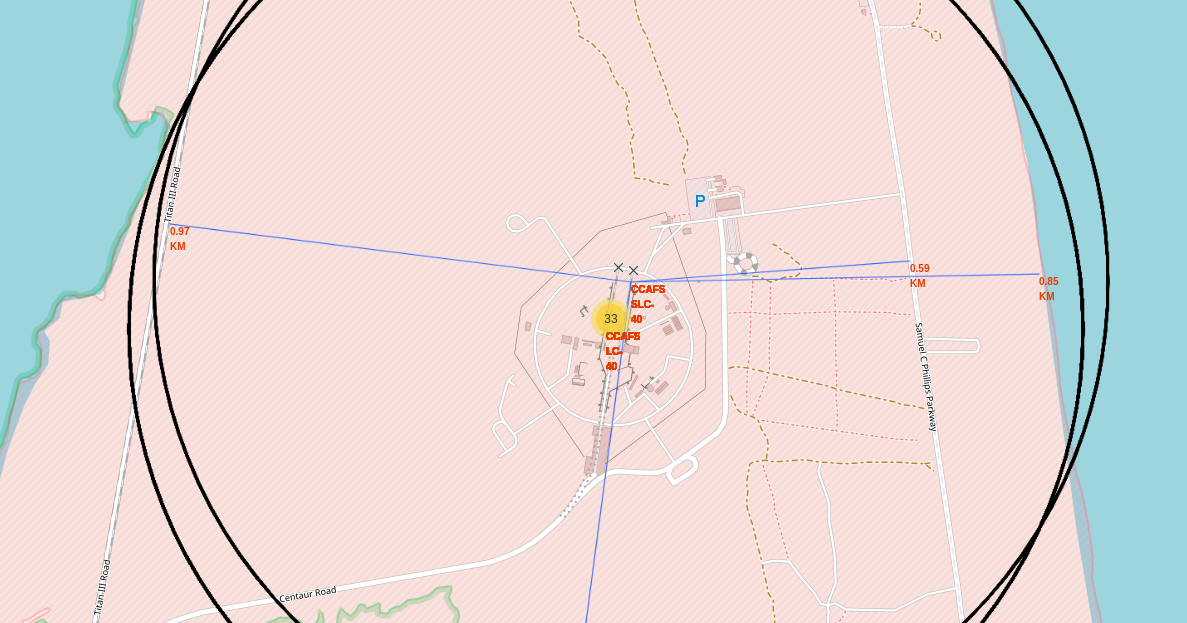 Titan III Road
P
0.97
KM
0.59
KM
0.85
KM
CCAFS
SLC-
40
33
CCAFS
LC-
40
Samuel C Phillips Parkway
Titan III Road
Centaur Road